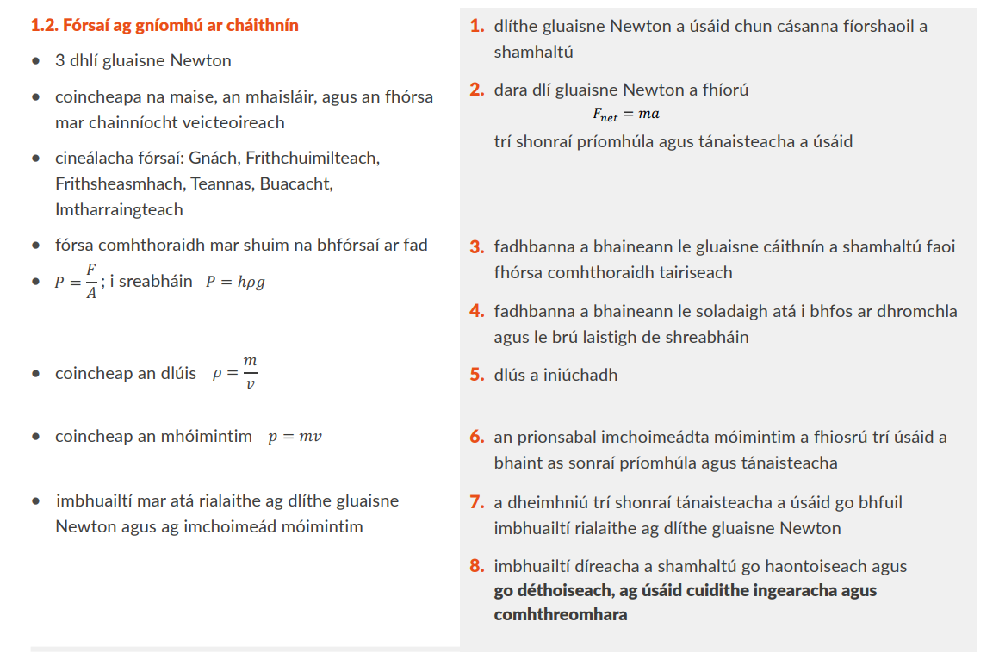 1.2. Fórsaí ag gníomhú ar cháithnín
• 3 dhlí gluaisne Newton
• coincheapa na maise, an mhaisláir, agus an fhórsa
mar chainníocht veicteoireach
• cineálacha fórsaí: Gnách, Frithchuimilteach,
Frithsheasmhach, Teannas, Buacacht,
Imtharraingteach
• fórsa comhthoraidh mar shuim na bhfórsaí ar fad
• P = F/A; i sreabháin P = hρg
• coincheap an dlúis ρ = m/v
• coincheap an mhóimintim p = mv
• imbhuailtí mar atá rialaithe ag dlíthe gluaisne
Newton agus ag imchoimeád móimintim
1. dlíthe gluaisne Newton a úsáid chun cásanna fíorshaoil a
shamhaltú
2. dara dlí gluaisne Newton a fhíorú
F_net = ma
trí shonraí príomhúla agus tánaisteacha a úsáid
3. fadhbanna a bhaineann le gluaisne cáithnín a shamhaltú faoi
fhórsa comhthoraidh tairiseach
4. fadhbanna a bhaineann le soladaigh atá i bhfos ar dhromchla
agus le brú laistigh de shreabháin
5. dlús a iniúchadh
6. an prionsabal imchoimeádta móimintim a fhiosrú trí úsáid a
bhaint as sonraí príomhúla agus tánaisteacha
7. a dheimhniú trí shonraí tánaisteacha a úsáid go bhfuil
imbhuailtí rialaithe ag dlíthe gluaisne Newton
8. imbhuailtí díreacha a shamhaltú go haontoiseach agus
go déthoiseach, ag úsáid cuidithe ingearacha agus
comhthreomhara